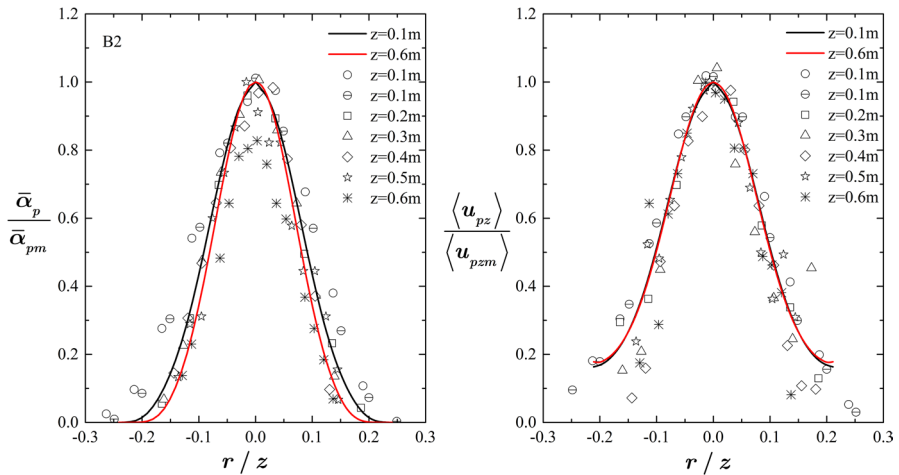 B2
1.2
1.0
0.8
0.6
0.4
0.2
0.0
-0.3
-0.2
-0.1
0.0
0.1
0.2
0.3
z=0.1m
z=0.6m
z=0.1m
z=0.1m
z=0.2m
z=0.3m
z=0.4m
z=0.5m
z=0.6m
ᾱ_p
ᾱ_pm
r / z
1.2
1.0
0.8
0.6
0.4
0.2
0.0
-0.3
-0.2
-0.1
0.0
0.1
0.2
0.3
z=0.1m
z=0.6m
z=0.1m
z=0.1m
z=0.2m
z=0.3m
z=0.4m
z=0.5m
z=0.6m
⟨u_pz⟩
⟨u_pzm⟩
r / z